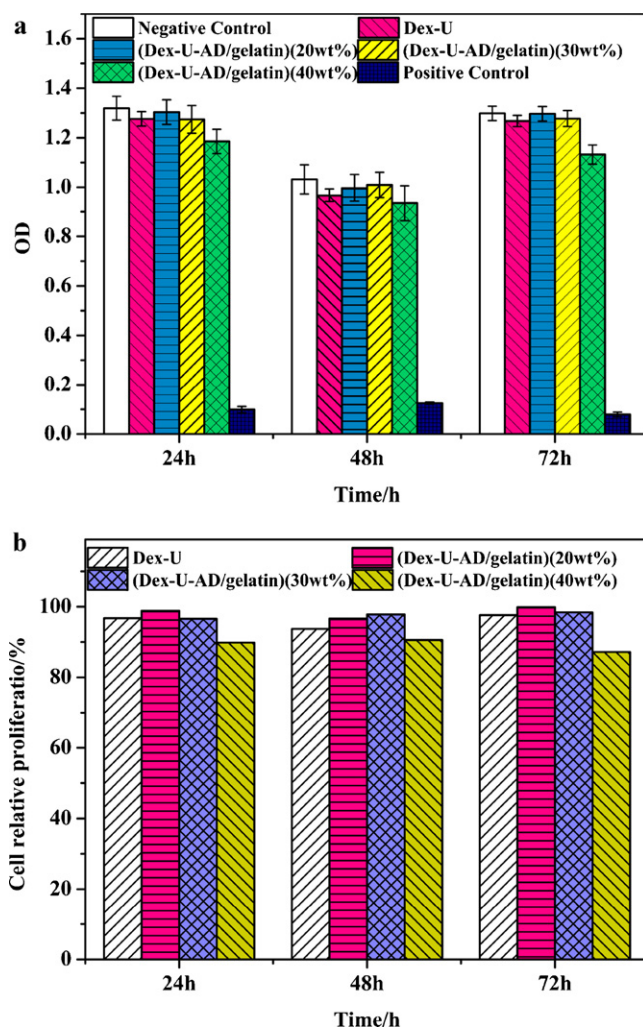 a
Negative Control Dex-U
(Dex-U-AD/gelatin)(20wt%) (Dex-U-AD/gelatin)(30wt%)
(Dex-U-AD/gelatin)(40wt%) Positive Control
1.6
1.4
1.2
1.0
0.8
0.6
0.4
0.2
0.0
OD
24h 48h 72h
Time/h
b
Dex-U (Dex-U-AD/gelatin)(20wt%)
(Dex-U-AD/gelatin)(30wt%) (Dex-U-AD/gelatin)(40wt%)
100
80
60
40
20
0
Cell relative proliferatio/%
24h 48h 72h
Time/h